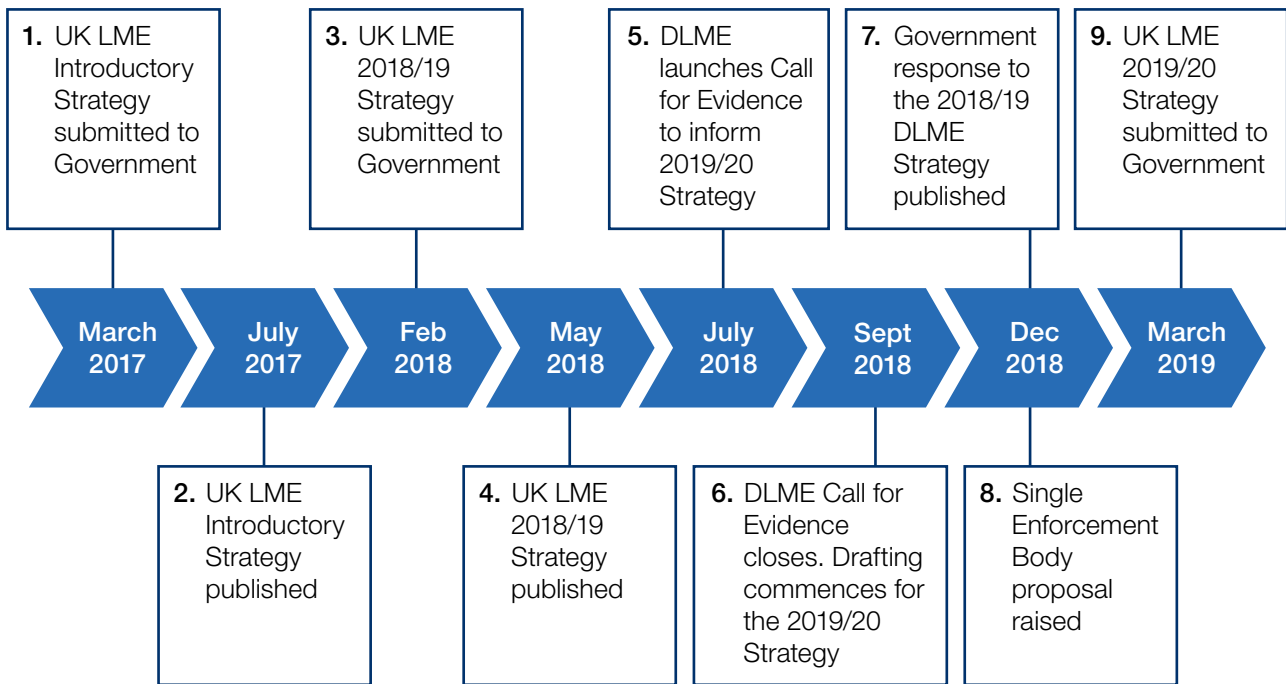 1. UK LME
Introductory
Strategy
submitted to
Government
3. UK LME
2018/19
Strategy
submitted to
Government
5. DLME
launches Call
for Evidence
to inform
2019/20
Strategy
7. Government
response to
the 2018/19
DLME
Strategy
published
9. UK LME
2019/20
Strategy
submitted to
Government
March
2017
July
2017
Feb
2018
May
2018
July
2018
Sept
2018
Dec
2018
March
2019
2. UK LME
Introductory
Strategy
published
4. UK LME
2018/19
Strategy
published
6. DLME Call for
Evidence
closes. Drafting
commences for
the 2019/20
Strategy
8. Single
Enforcement
Body
proposal
raised